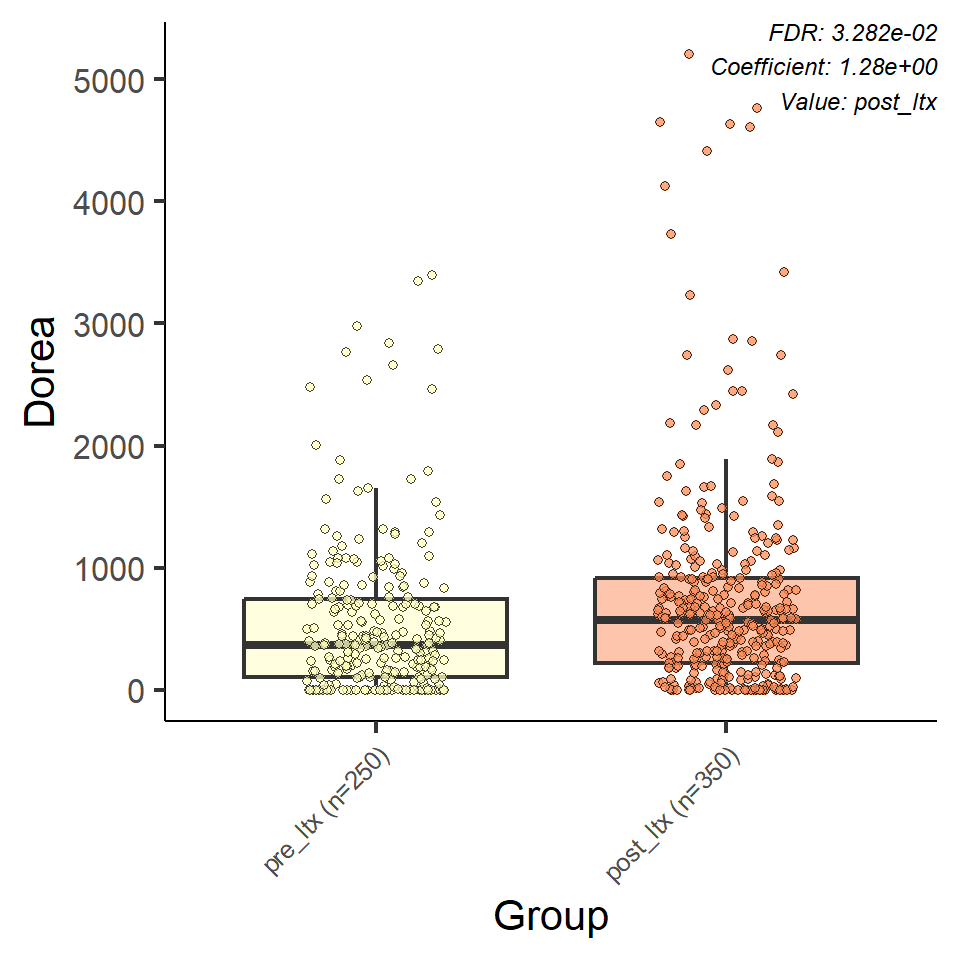 FDR: 3.282e-02
Coefficient: 1.28e+00
Value: post_ltx
5000
4000
3000
2000
1000
0
Dorea
pre_ltx (n=250)
post_ltx (n=350)
Group